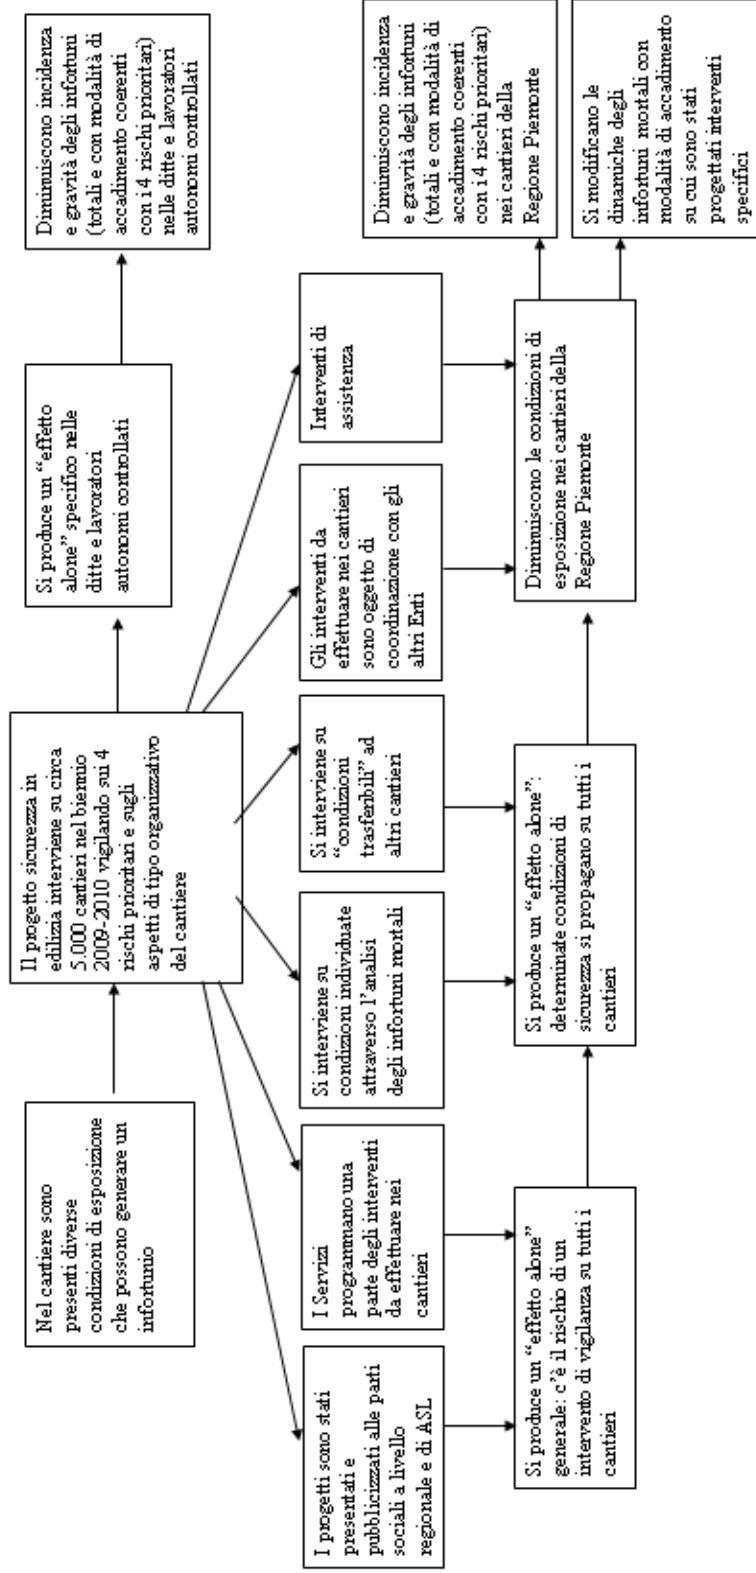 Nel cantiere sono
presenti diverse
condizioni di esposizione
che possono generare un
infortunio
Il progetto sicurezza in
edilizia interviene su circa
5.000 cantieri nel biennio
2009-2010 vigilando sui 4
rischi prioritari e sugli
aspetti di tipo organizzativo
del cantiere
Si produce un “effetto
alone” specifico nelle
ditte e lavoratori
autonomi controllati
Diminuiscono incidenza
e gravità degli infortuni
(totali e con modalità di
accadimento coerenti
con i 4 rischi prioritari)
nelle ditte e lavoratori
autonomi controllati
I progetti sono stati
presentati e
pubblicizzati alle parti
sociali a livello
regionale e di ASL
I Servizi
programmano una
parte degli interventi
da effettuare nei
cantieri
Si interviene su
condizioni individuate
attraverso l’analisi
degli infortuni mortali
Si interviene su
“condizioni
trasferibili” ad
altri cantieri
Gli interventi da
effettuare nei cantieri
sono oggetto di
coordinazione con gli
altri Enti
Interventi di
assistenza
Diminuiscono incidenza
e gravità degli infortuni
(totali e con modalità di
accadimento coerenti
con i 4 rischi prioritari)
nei cantieri della
Regione Piemonte
Si produce un “effetto alone”
generale: c’è il rischio di un
intervento di vigilanza su tutti i
cantieri
Si produce un “effetto alone”:
determinate condizioni di
sicurezza si propagano su tutti i
cantieri
Diminuiscono le condizioni di
esposizione nei cantieri della
Regione Piemonte
Si modificano le
dinamiche degli
infortuni mortali con
modalità di accadimento
su cui sono stati
progettati interventi
specifici